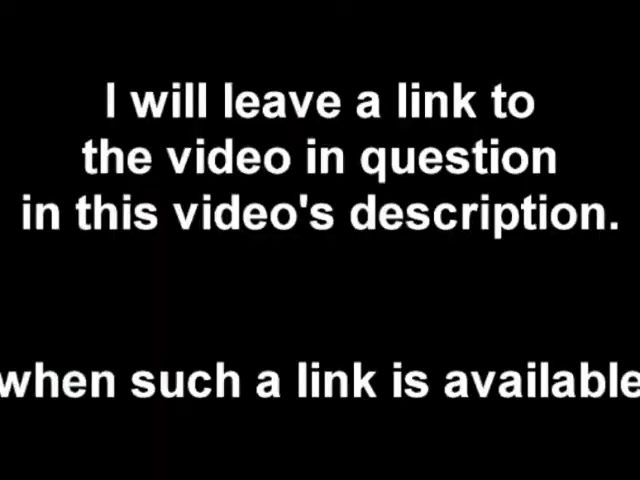 I will leave a link to
the video in question
in this video's description.
when such a link is available